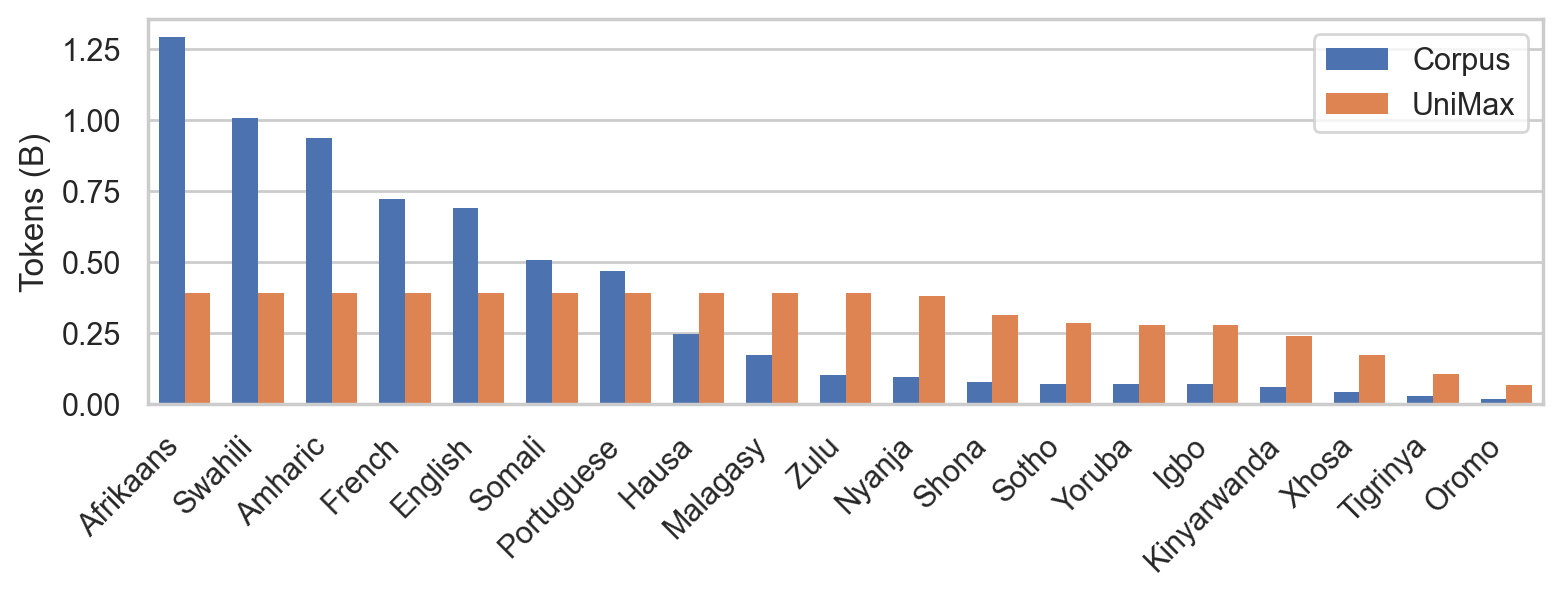 Tokens (B)
1.25
1.00
0.75
0.50
0.25
0.00
Corpus
UniMax
Afrikaans
Swahili
Amharic
French
English
Somali
Portuguese
Hausa
Malagasy
Zulu
Nyanja
Shona
Sotho
Yoruba
Igbo
Kinyarwanda
Xhosa
Tigrinya
Oromo